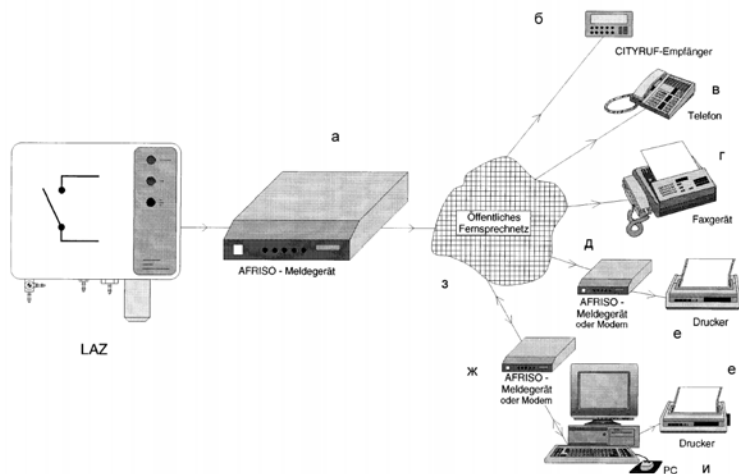 б
CITYRUF-Empfänger
в
Telefon
а
г
Faxgerät
Öffentliches
Fernsprechnetz
AFRISO - Meldegerät
LAZ
д
AFRISO -
Meldegerät
oder Modem
Drucker
е
з
ж
AFRISO -
Meldegerät
oder Modem
е
Drucker
PC
и